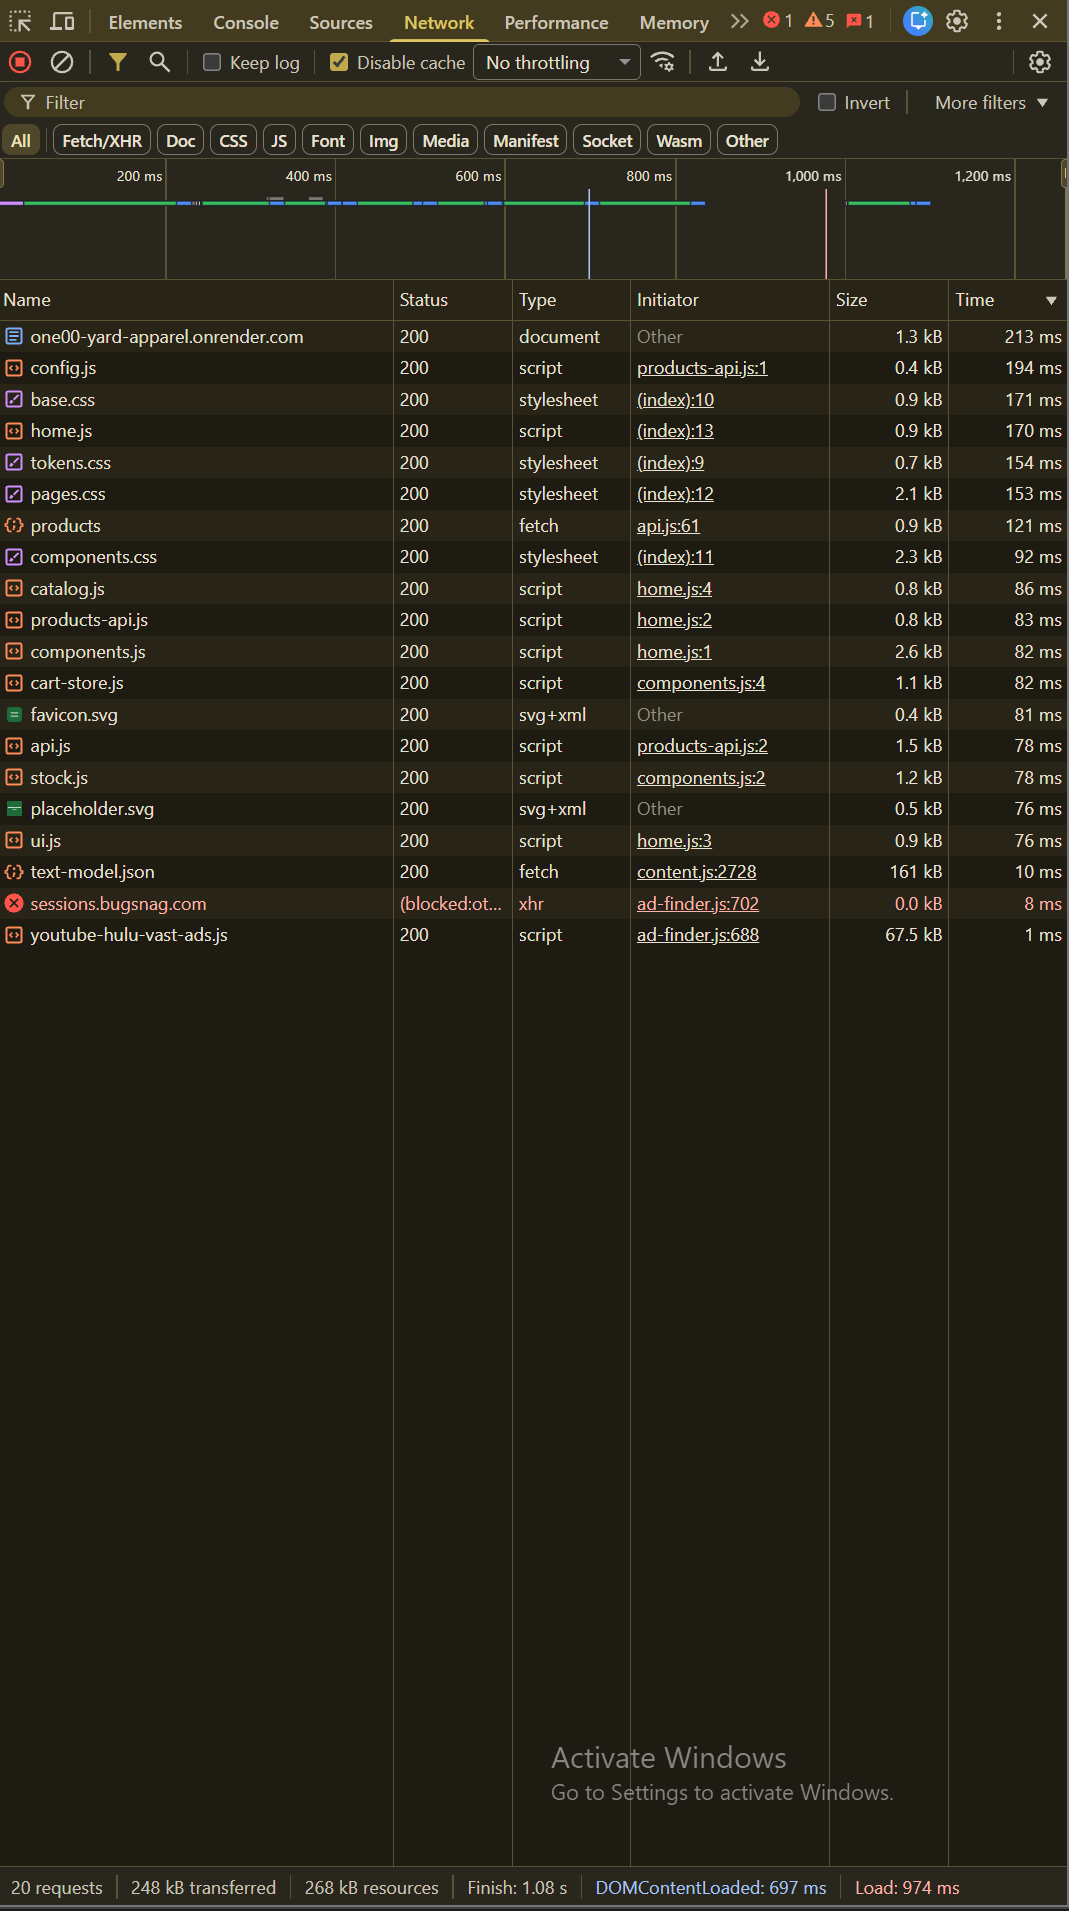 Elements Console Sources Network Performance Memory 1 5 1
Keep log Disable cache No throttling
Filter Invert More filters
All Fetch/XHR Doc CSS JS Font Img Media Manifest Socket Wasm Other
200 ms 400 ms 600 ms 800 ms 1,000 ms 1,200 ms
Name Status Type Initiator Size Time
one00-yard-apparel.onrender.com 200 document Other 1.3 kB 213 ms
config.js 200 script products-api.js:1 0.4 kB 194 ms
base.css 200 stylesheet (index):10 0.9 kB 171 ms
home.js 200 script (index):13 0.9 kB 170 ms
tokens.css 200 stylesheet (index):9 0.7 kB 154 ms
pages.css 200 stylesheet (index):12 2.1 kB 153 ms
products 200 fetch api.js:61 0.9 kB 121 ms
components.css 200 stylesheet (index):11 2.3 kB 92 ms
catalog.js 200 script home.js:4 0.8 kB 86 ms
products-api.js 200 script home.js:2 0.8 kB 83 ms
components.js 200 script home.js:1 2.6 kB 82 ms
cart-store.js 200 script components.js:4 1.1 kB 82 ms
favicon.svg 200 svg+xml Other 0.4 kB 81 ms
api.js 200 script products-api.js:2 1.5 kB 78 ms
stock.js 200 script components.js:2 1.2 kB 78 ms
placeholder.svg 200 svg+xml Other 0.5 kB 76 ms
ui.js 200 script home.js:3 0.9 kB 76 ms
text-model.json 200 fetch content.js:2728 161 kB 10 ms
sessions.bugsnag.com (blocked:ot... xhr ad-finder.js:702 0.0 kB 8 ms
youtube-hulu-vast-ads.js 200 script ad-finder.js:688 67.5 kB 1 ms
Activate Windows
Go to Settings to activate Windows.
20 requests 248 kB transferred 268 kB resources Finish: 1.08 s DOMContentLoaded: 697 ms Load: 974 ms